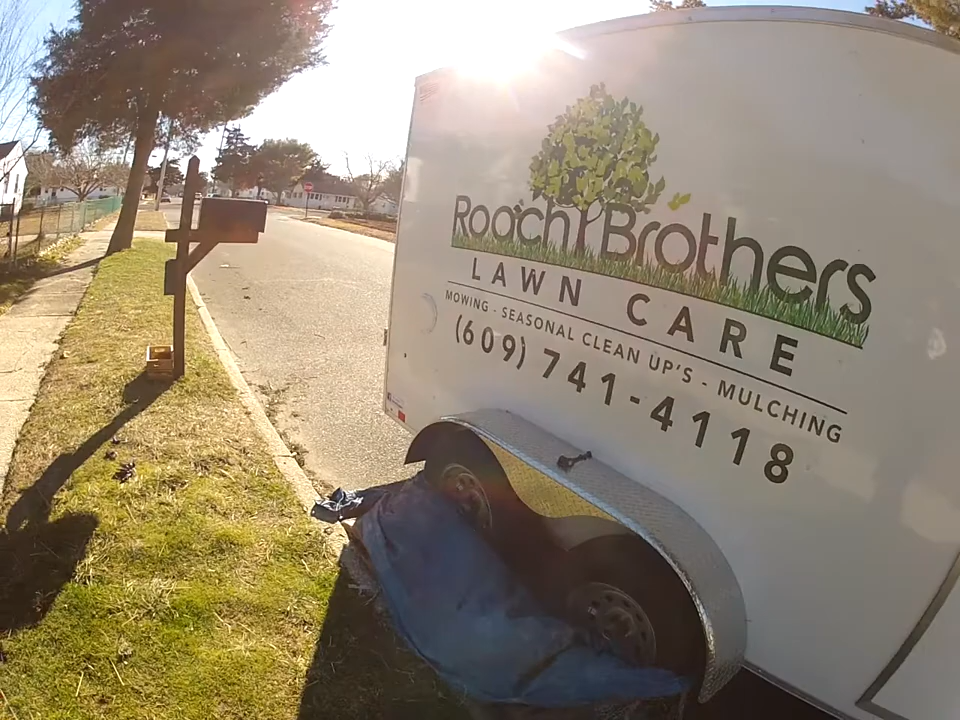 Roach Brothers
LAWN CARE
MOWING - SEASONAL CLEAN UP'S - MULCHING
(609) 741-4118